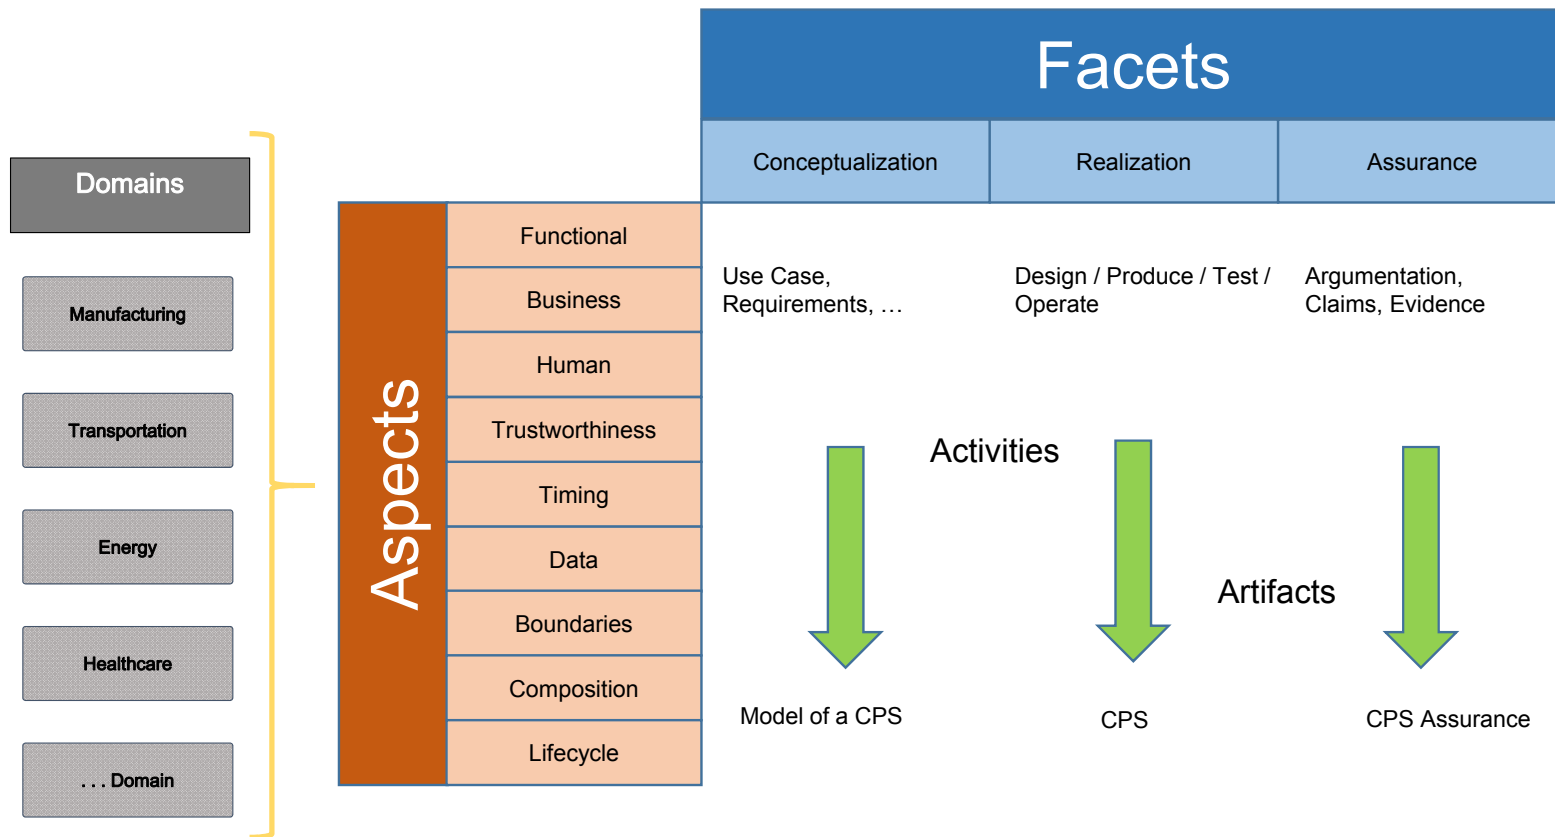 Facets
Conceptualization
Realization
Assurance
Domains
Manufacturing
Transportation
Energy
Healthcare
. . . Domain
Aspects
Functional
Business
Human
Trustworthiness
Timing
Data
Boundaries
Composition
Lifecycle
Use Case,
Requirements, …
Design / Produce / Test /
Operate
Argumentation,
Claims, Evidence
Activities
Artifacts
Model of a CPS
CPS
CPS Assurance